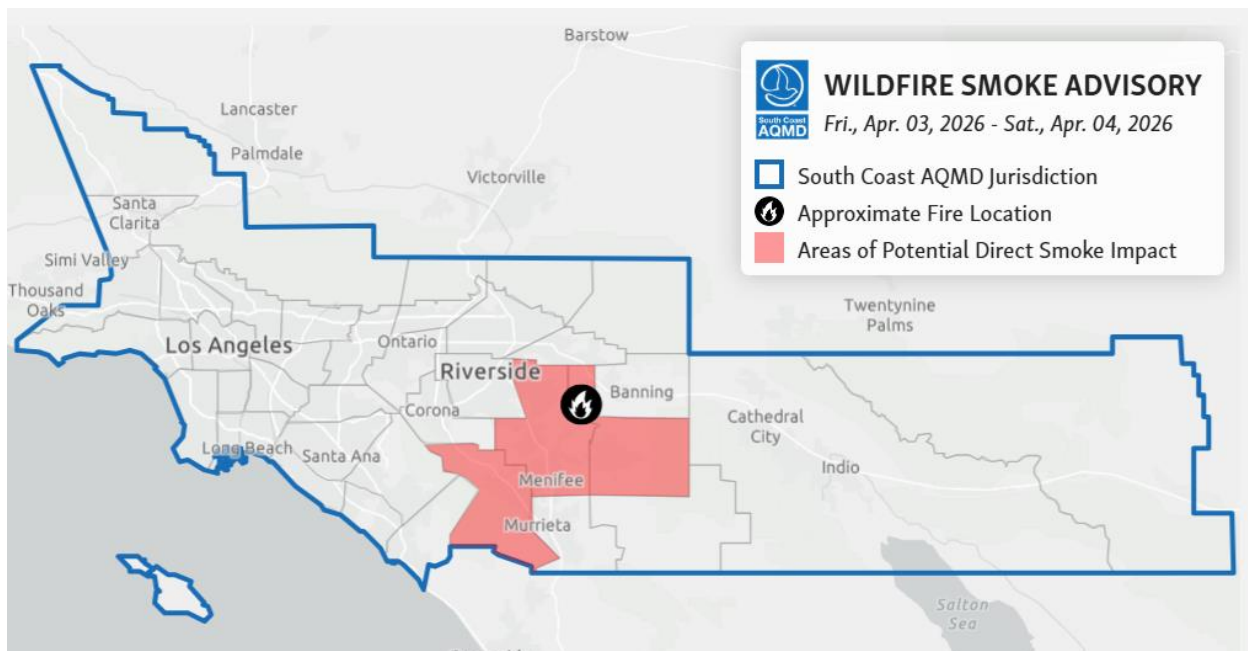 Barstow
WILDFIRE SMOKE ADVISORY
South Coast
AQMD
Fri., Apr. 03, 2026 - Sat., Apr. 04, 2026
South Coast AQMD Jurisdiction
Approximate Fire Location
Areas of Potential Direct Smoke Impact
Lancaster
Palmdale
Victorville
Santa
Clarita
Simi Valley
Thousand
Oaks
Twentynine
Palms
Los Angeles
Ontario
Riverside
Banning
Corona
Cathedral
City
Long Beach
Santa Ana
Indio
Menifee
Murrieta
Salton
Sea